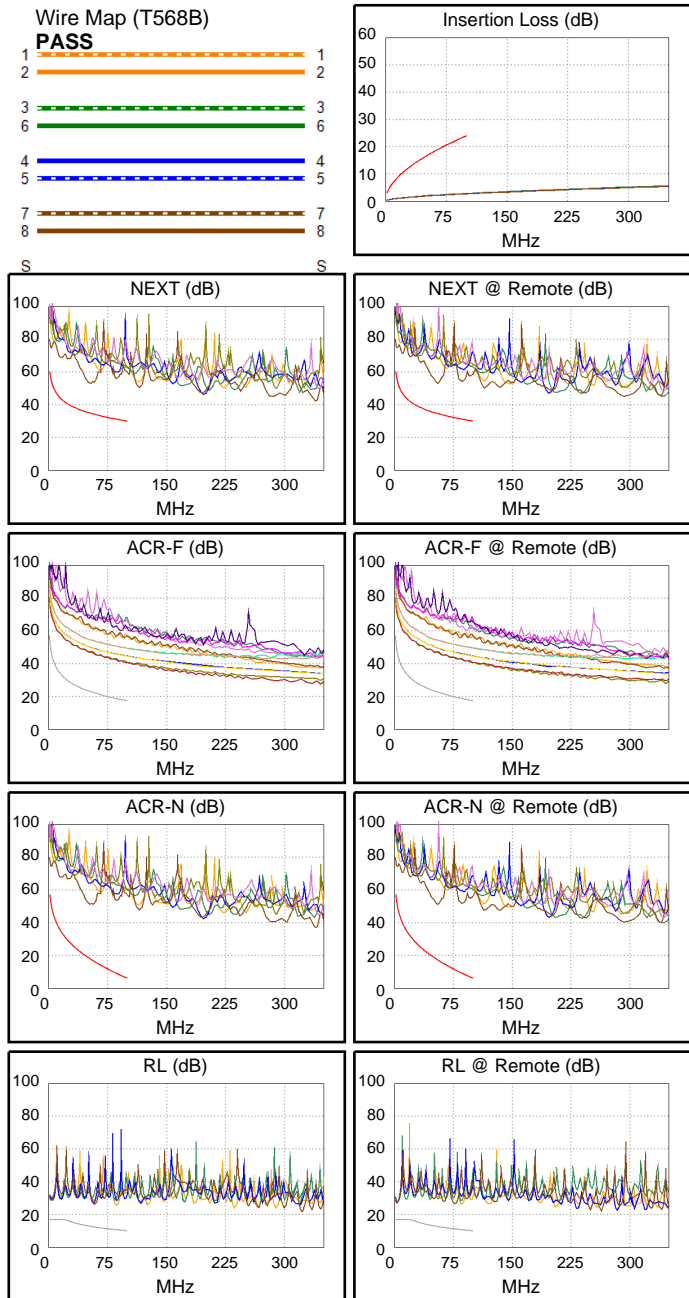 Wire Map (T568B)
PASS
1 1
2 2
3 3
6 6
4 4
5 5
7 7
8 8
S S
Insertion Loss (dB)
60
50
40
30
20
10
0
0 75 150 225 300
MHz
NEXT (dB)
100
80
60
40
20
0
0 75 150 225 300
MHz
NEXT @ Remote (dB)
100
80
60
40
20
0
0 75 150 225 300
MHz
ACR-F (dB)
100
80
60
40
20
0
0 75 150 225 300
MHz
ACR-F @ Remote (dB)
100
80
60
40
20
0
0 75 150 225 300
MHz
ACR-N (dB)
100
80
60
40
20
0
0 75 150 225 300
MHz
ACR-N @ Remote (dB)
100
80
60
40
20
0
0 75 150 225 300
MHz
RL (dB)
100
80
60
40
20
0
0 75 150 225 300
MHz
RL @ Remote (dB)
100
80
60
40
20
0
0 75 150 225 300
MHz